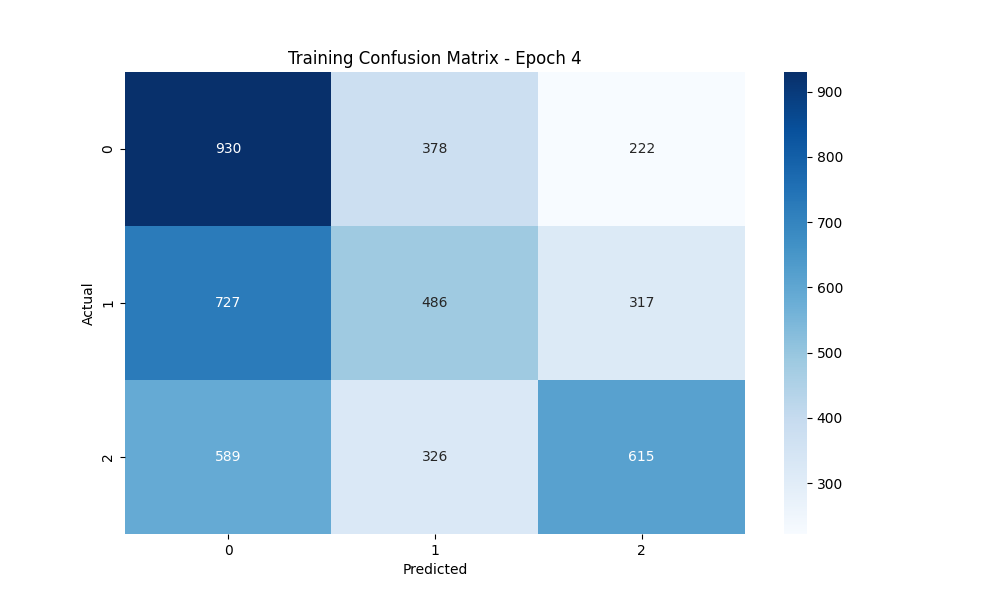 Training Confusion Matrix - Epoch 4
0 930 378 222
1 727 486 317
2 589 326 615
0 1 2
Predicted
Actual
900
800
700
600
500
400
300